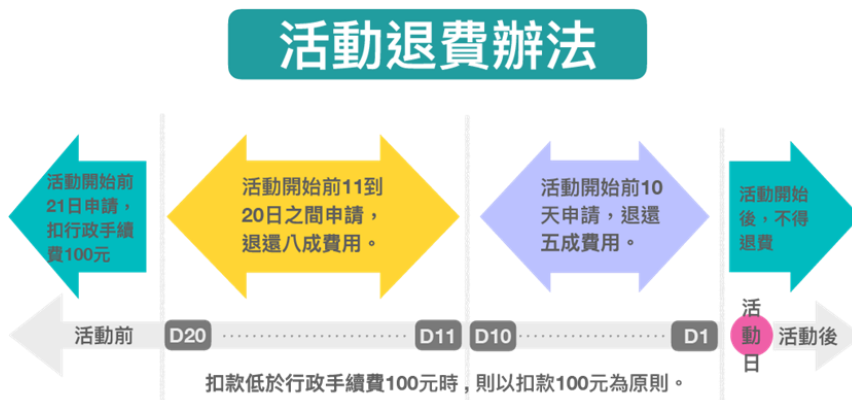 活動退費辦法
活動開始前
21日申請，
扣行政手續
費100元
活動開始前11到
20日之間申請，
退還八成費用。
活動開始前10
天申請，退還
五成費用。
活動開始
後，不得
退費
活動前
D20
D11
D10
D1
活
動
日
活動後
扣款低於行政手續費100元時，則以扣款100元為原則。